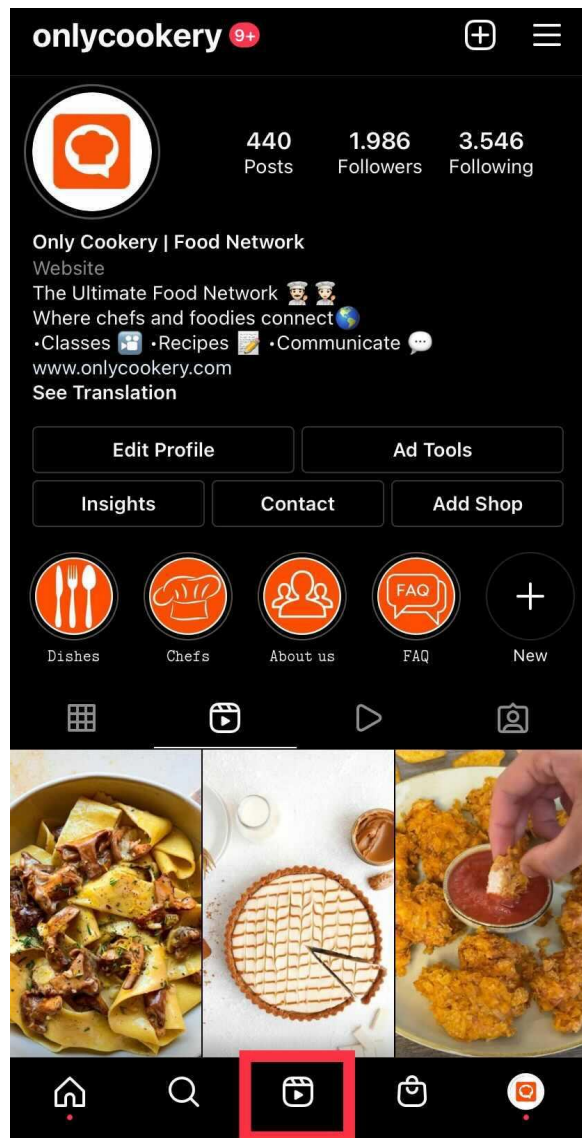 onlycookery 9+
440 1.986 3.546
Posts Followers Following
Only Cookery | Food Network
Website
The Ultimate Food Network 👨🏻‍🍳 👩🏻‍🍳
Where chefs and foodies connect🌎
•Classes 🎦 •Recipes 📝 •Communicate 💬
www.onlycookery.com
See Translation
Edit Profile Ad Tools
Insights Contact Add Shop
FAQ
Dishes Chefs About us FAQ New